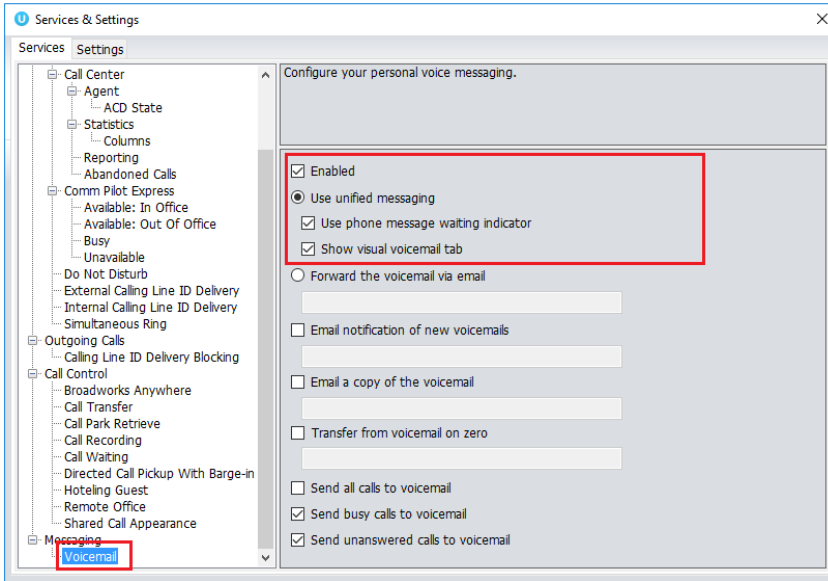 Services & Settings
Services Settings
Call Center
Agent
ACD State
Statistics
Columns
Reporting
Abandoned Calls
Comm Pilot Express
Available: In Office
Available: Out Of Office
Busy
Unavailable
Do Not Disturb
External Calling Line ID Delivery
Internal Calling Line ID Delivery
Simultaneous Ring
Outgoing Calls
Calling Line ID Delivery Blocking
Call Control
Broadworks Anywhere
Call Transfer
Call Park Retrieve
Call Recording
Call Waiting
Directed Call Pickup With Barge-in
Hoteling Guest
Remote Office
Shared Call Appearance
Messaging
Voicemail
Configure your personal voice messaging.
Enabled
Use unified messaging
Use phone message waiting indicator
Show visual voicemail tab
Forward the voicemail via email
Email notification of new voicemails
Email a copy of the voicemail
Transfer from voicemail on zero
Send all calls to voicemail
Send busy calls to voicemail
Send unanswered calls to voicemail